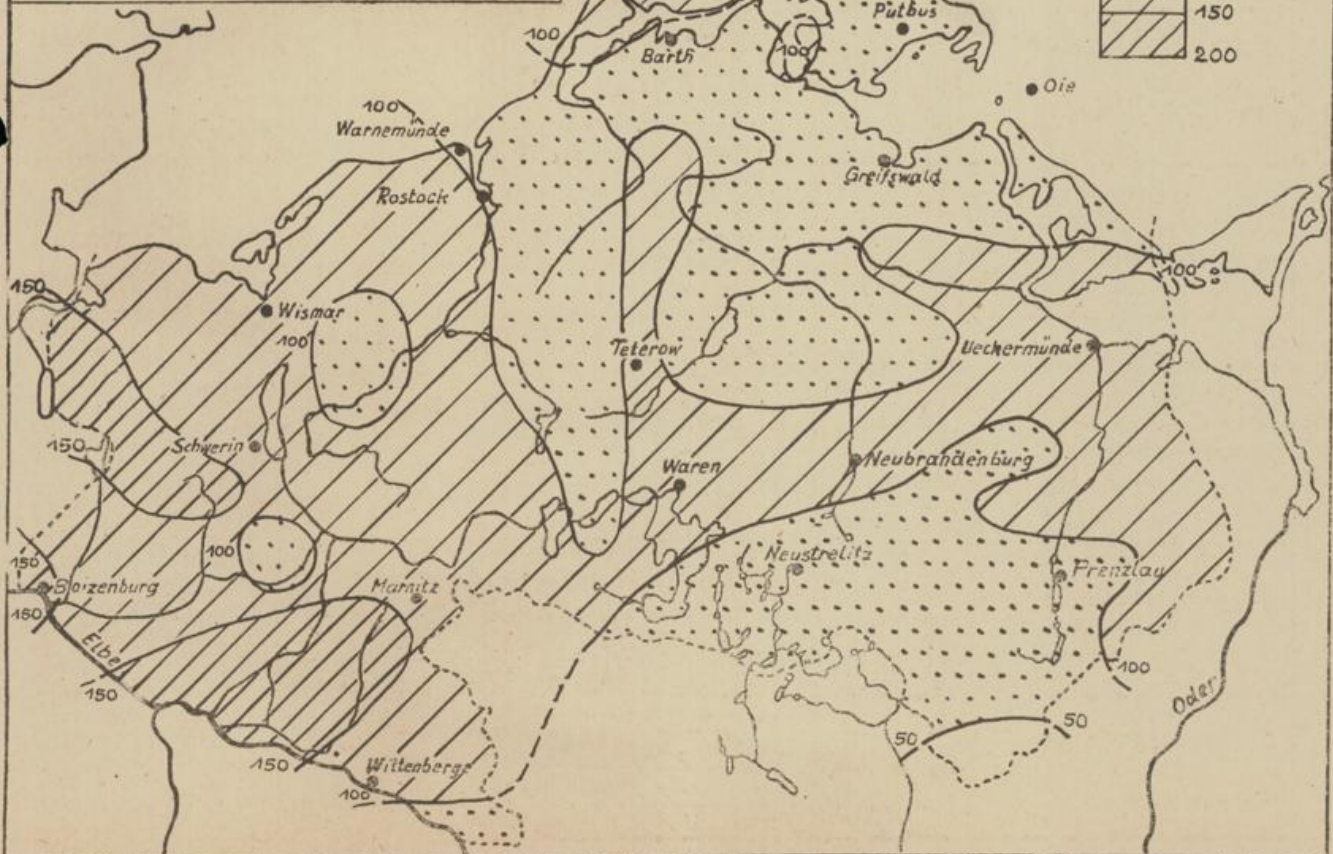 150
200
Putbus
100
Barth
100
Oie
100
Warnemünde
Greifswald
Rostock
100
150
Wismar
100
Teterow
Ueckermünde
150
Schwerin
Neubrandenburg
Waren
100
Neustrelitz
150
Boizenburg
Marnitz
Prenzlau
150
Elbe
100
150
Oder
50
50
150
Wittenberge
100